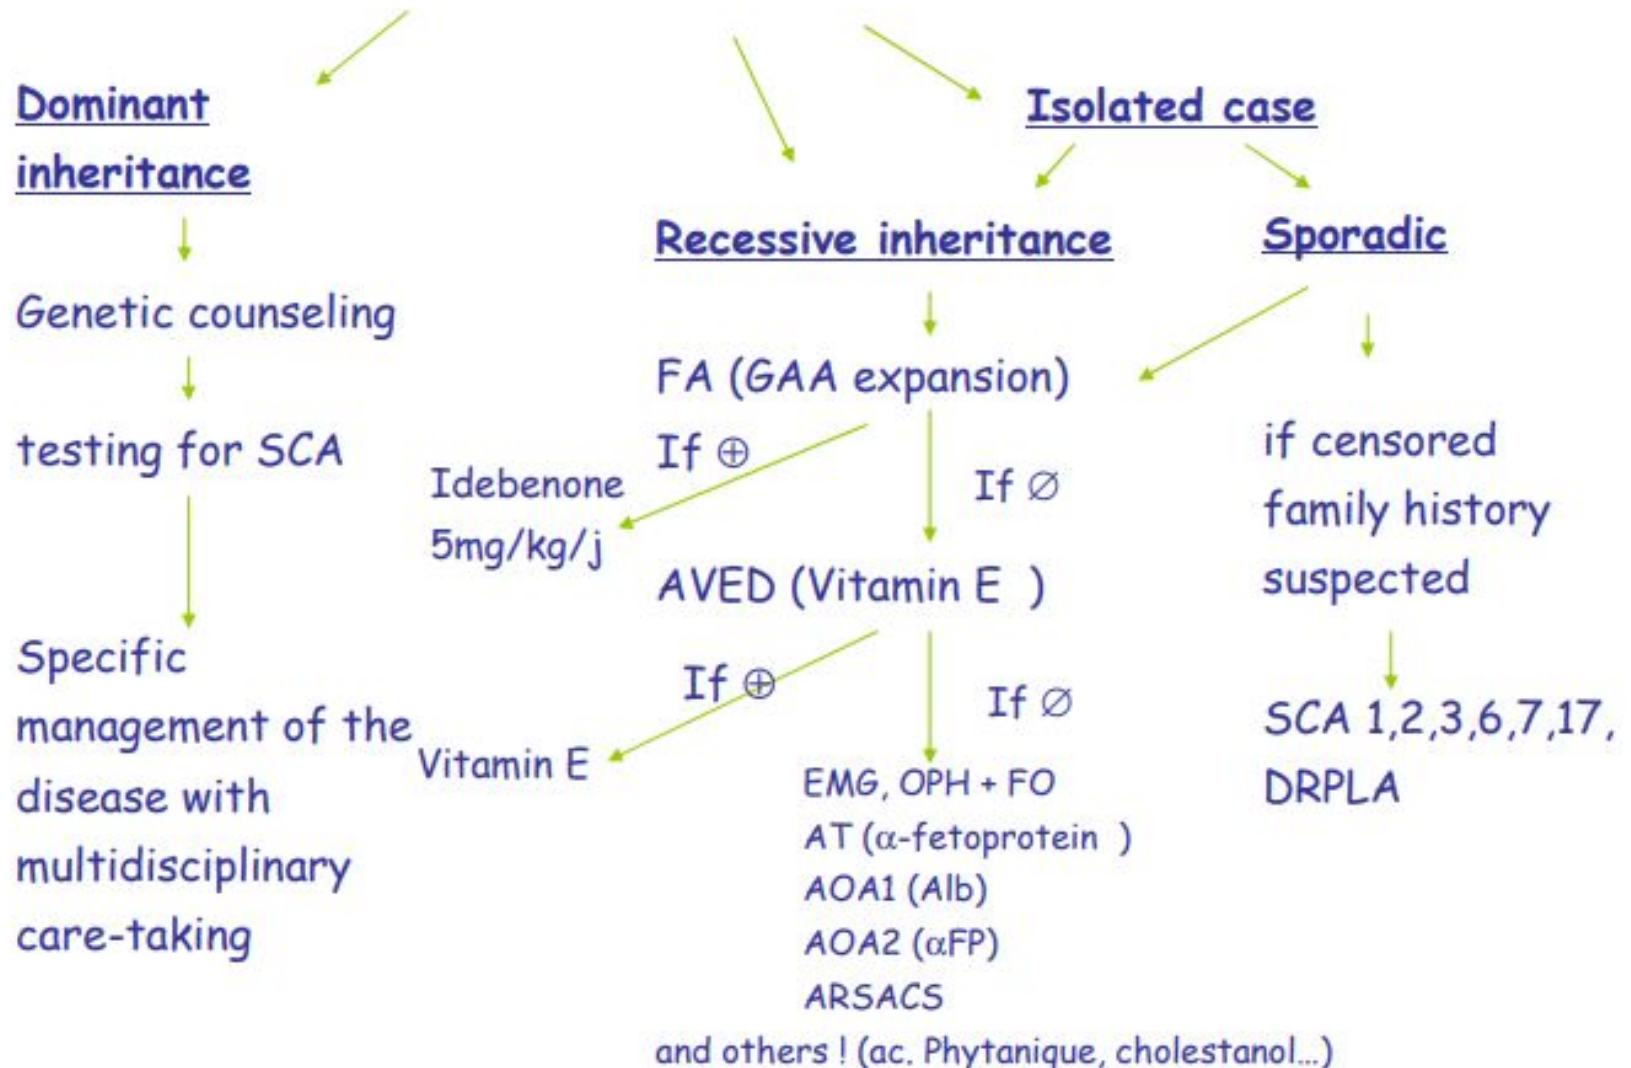 Dominant
inheritance
Genetic counseling
testing for SCA
Specific
management of the
disease with
multidisciplinary
care-taking
Isolated case
Recessive inheritance
FA (GAA expansion)
If ⊕
If ∅
Idebenone
5mg/kg/j
AVED (Vitamin E )
If ⊕
If ∅
Vitamin E
EMG, OPH + FO
AT (α-fetoprotein )
AOA1 (Alb)
AOA2 (αFP)
ARSACS
and others ! (ac. Phytanique, cholestanol...)
Sporadic
if censored
family history
suspected
SCA 1,2,3,6,7,17,
DRPLA